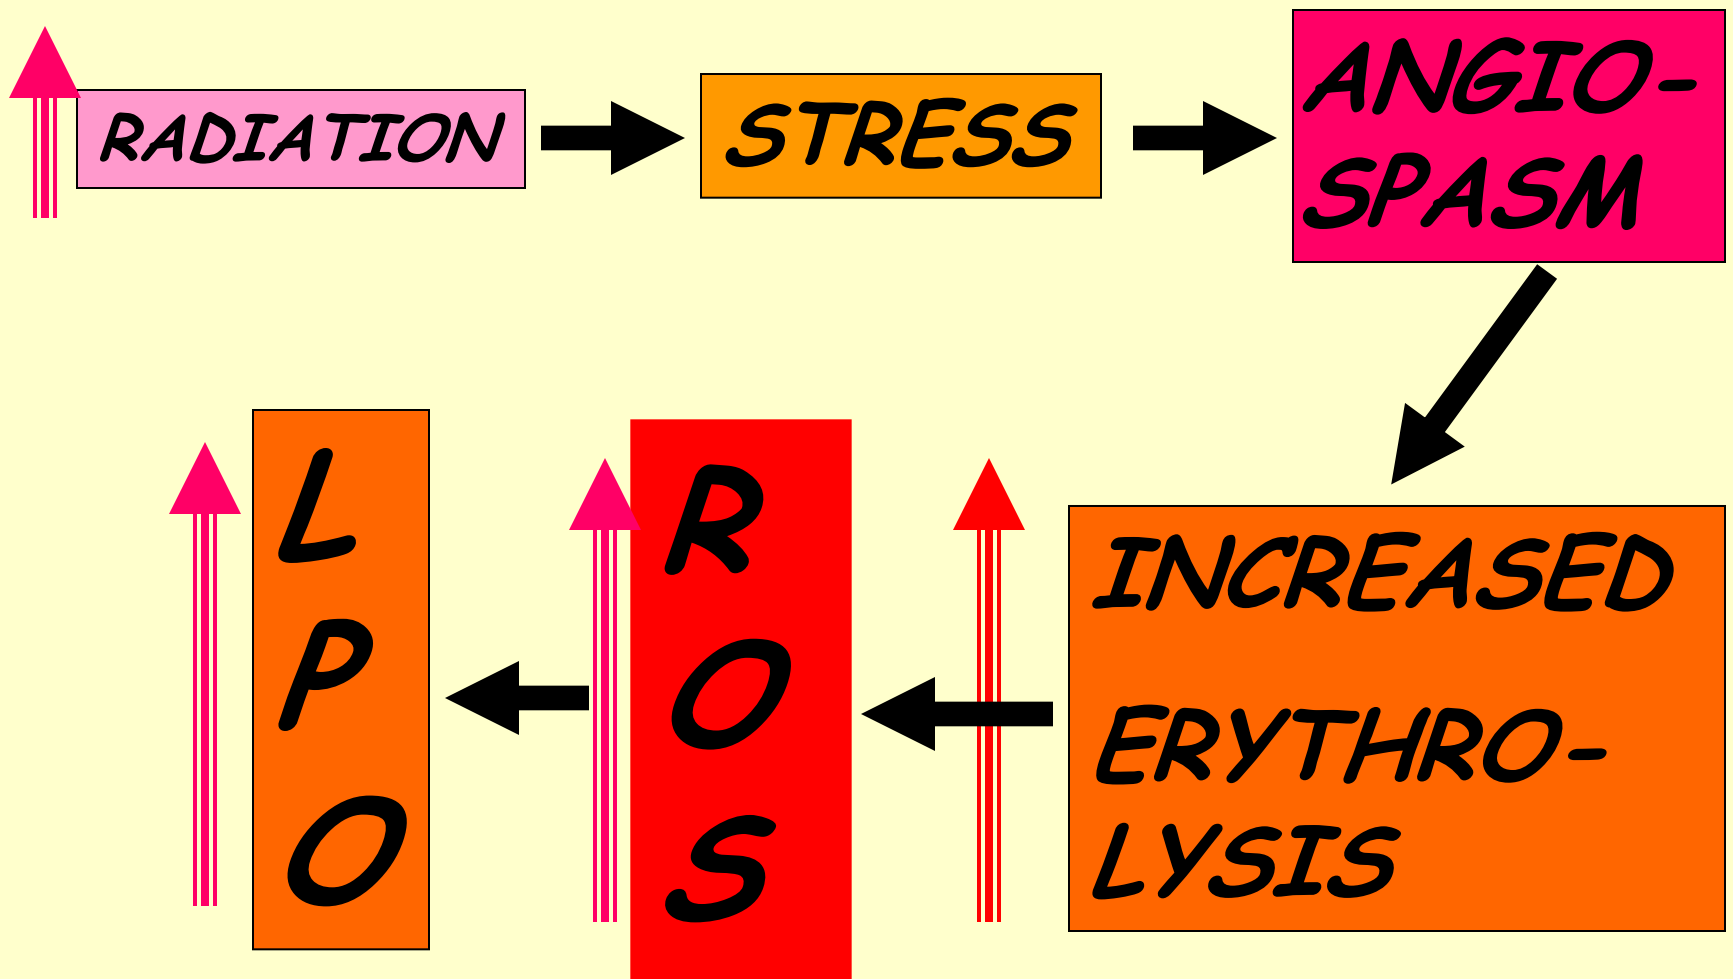 RADIATION
STRESS
ANGIO-
SPASM
INCREASED
ERYTHRO-
LYSIS
R
O
S
L
P
O